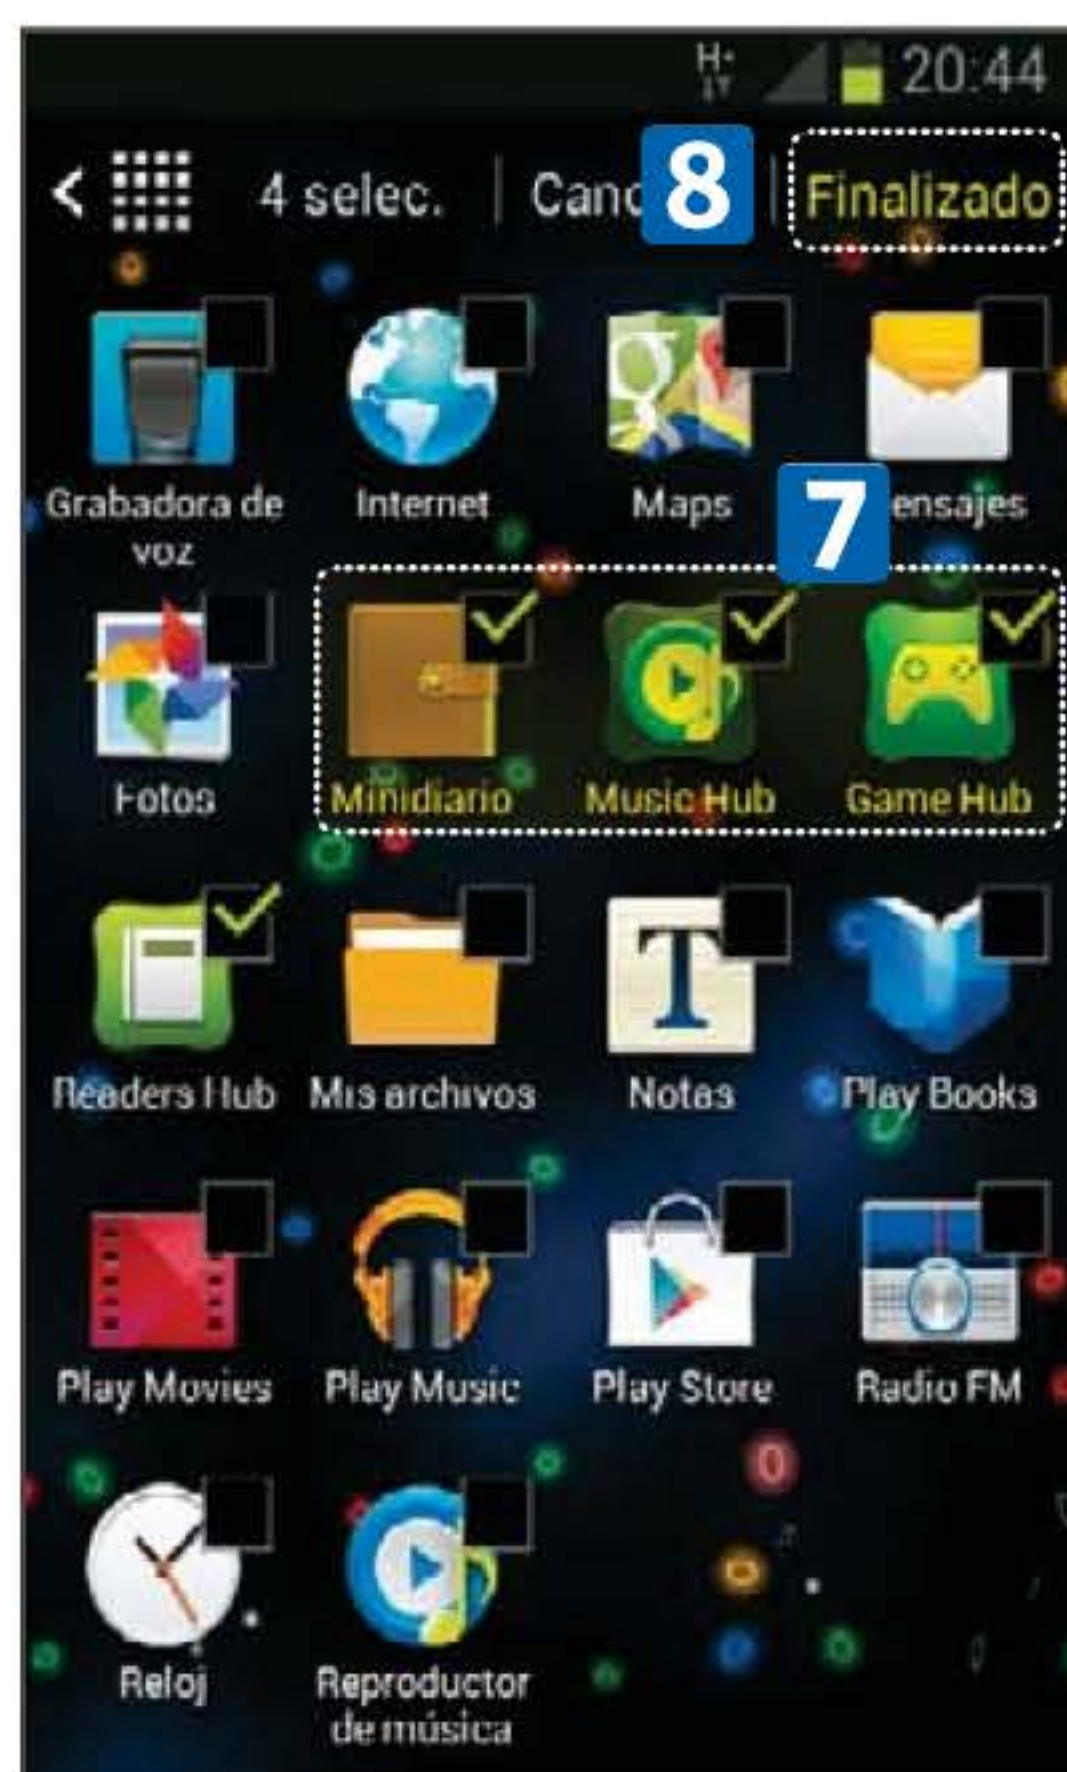 H+
20:44
4 selec. Canc 8 Finalizado
Grabadora de voz
Internet
Maps
7
ensajes
Fotos
Minidiario
Music Hub
Game Hub
Readers Hub
Mis archivos
T
Notas
Play Books
Play Movies
Play Music
Play Store
Radio FM
Reloj
Reproductor
de música